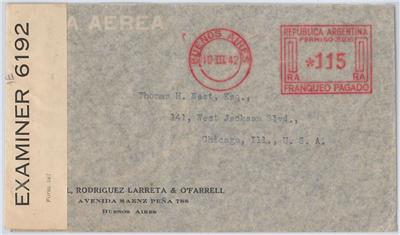 A AEREA
EXAMINER 6192
BUENOS AIRES
10 III 42
REPUBLICA ARGENTINA
*115
RA RA
FRANQUEO PAGADO
Thomas H. West, Esq.,
141, West Jackson Blvd.,
Chicago, Ill., U. S. A.
L, RODRIGUEZ LARRETA & O'FARRELL
AVENIDA SAENZ PEÑA 788
BUENOS AIRES